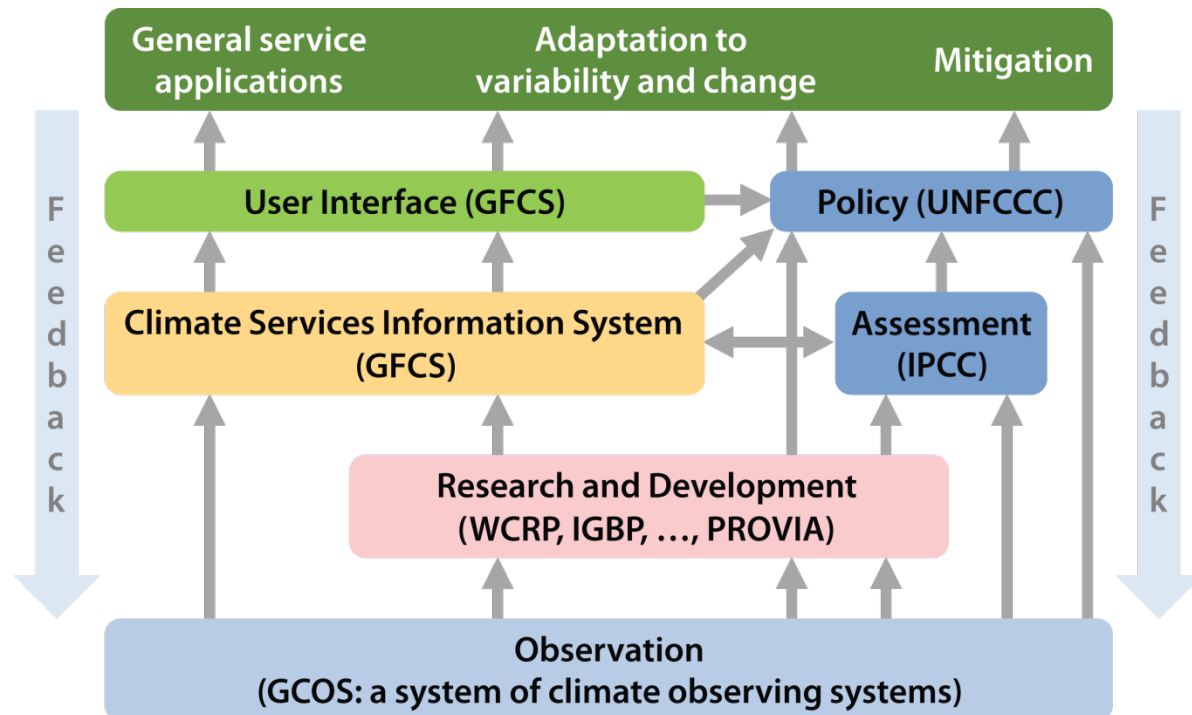 General service
applications
Adaptation to
variability and change
Mitigation
Feedback
User Interface (GFCS)
Policy (UNFCCC)
Feedback
Climate Services Information System
(GFCS)
Assessment
(IPCC)
Research and Development
(WCRP, IGBP, …, PROVIA)
Observation
(GCOS: a system of climate observing systems)